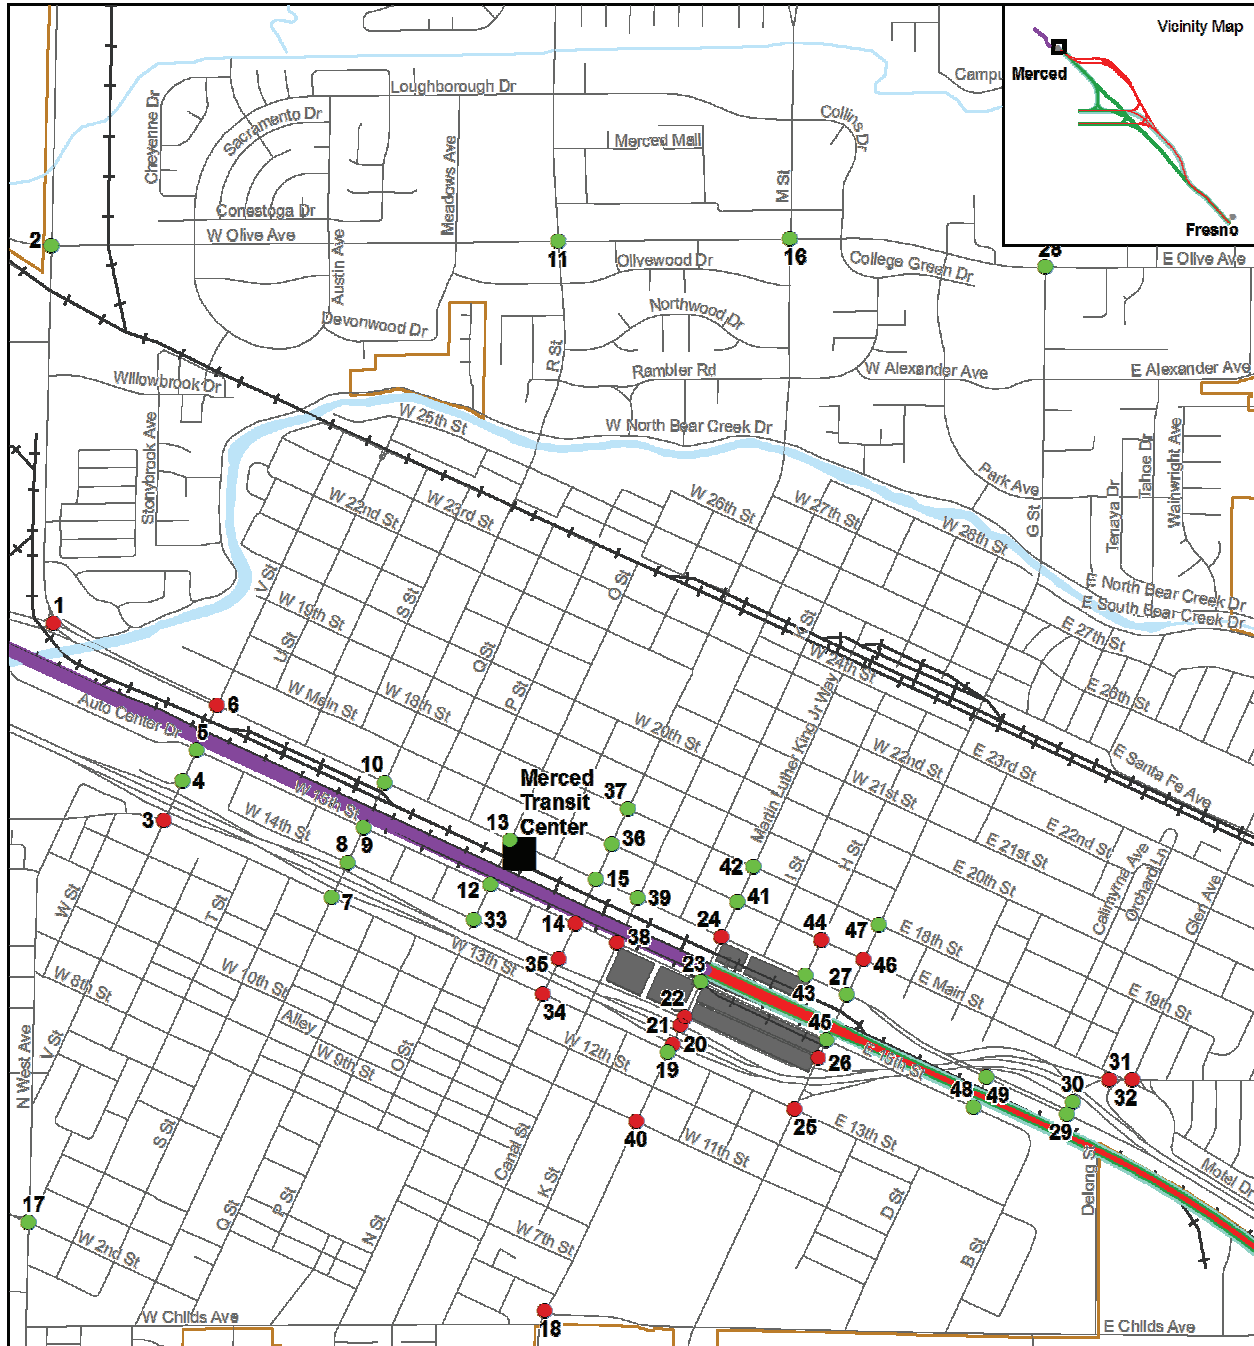 Vicinity Map
Merced
Fresno
Campu
Loughborough Dr
Cheyenne Dr
Sacramento Dr
Meadows Ave
Merced Mall
Collins Dr
M St
Conestoga Dr
W Olive Ave
Austin Ave
2
11
16
28
Olivewood Dr
College Green Dr
E Olive Ave
Devonwood Dr
Northwood Dr
R St
Willowbrook Dr
Rambler Rd
W Alexander Ave
E Alexander Ave
W 25th St
W North Bear Creek Dr
Stonybrook Ave
Park Ave
Tahoe Dr
Wainwright Ave
Tenaya Dr
G St
W 22nd St
W 23rd St
W 26th St
W 27th St
W 28th St
V St
S St
O St
E North Bear Creek Dr
E South Bear Creek Dr
1
W 19th St
U St
Q St
P St
W 24th St
E 27th St
E 26th St
6
W Main St
W 18th St
Auto Center Dr
5
W 20th St
Martin Luther King Jr Way
W 22nd St
E 23rd St
E Santa Fe Ave
4
10
W 15th St
Merced
Transit
Center
37
W 21st St
3
W 14th St
8
9
13
36
E 22nd St
E 21st St
Calimyrna Ave
Orchard Ln
Glen Ave
42
I St
H St
E 20th St
7
12
15
39
41
W St
T St
33
14
38
24
44
47
E 18th St
W 13th St
35
23
46
W 8th St
W 10th St
34
43
27
E Main St
E 19th St
Alley
22
21
20
19
45
26
E 15th St
N West Ave
V St
W 9th St
O St
W 12th St
48
49
30
29
31
32
S St
Canal St
40
W 11th St
25
E 13th St
K St
Delong St
Motel Dr
17
Q St
P St
N St
D St
W 2nd St
W 7th St
B St
W Childs Ave
18
E Childs Ave